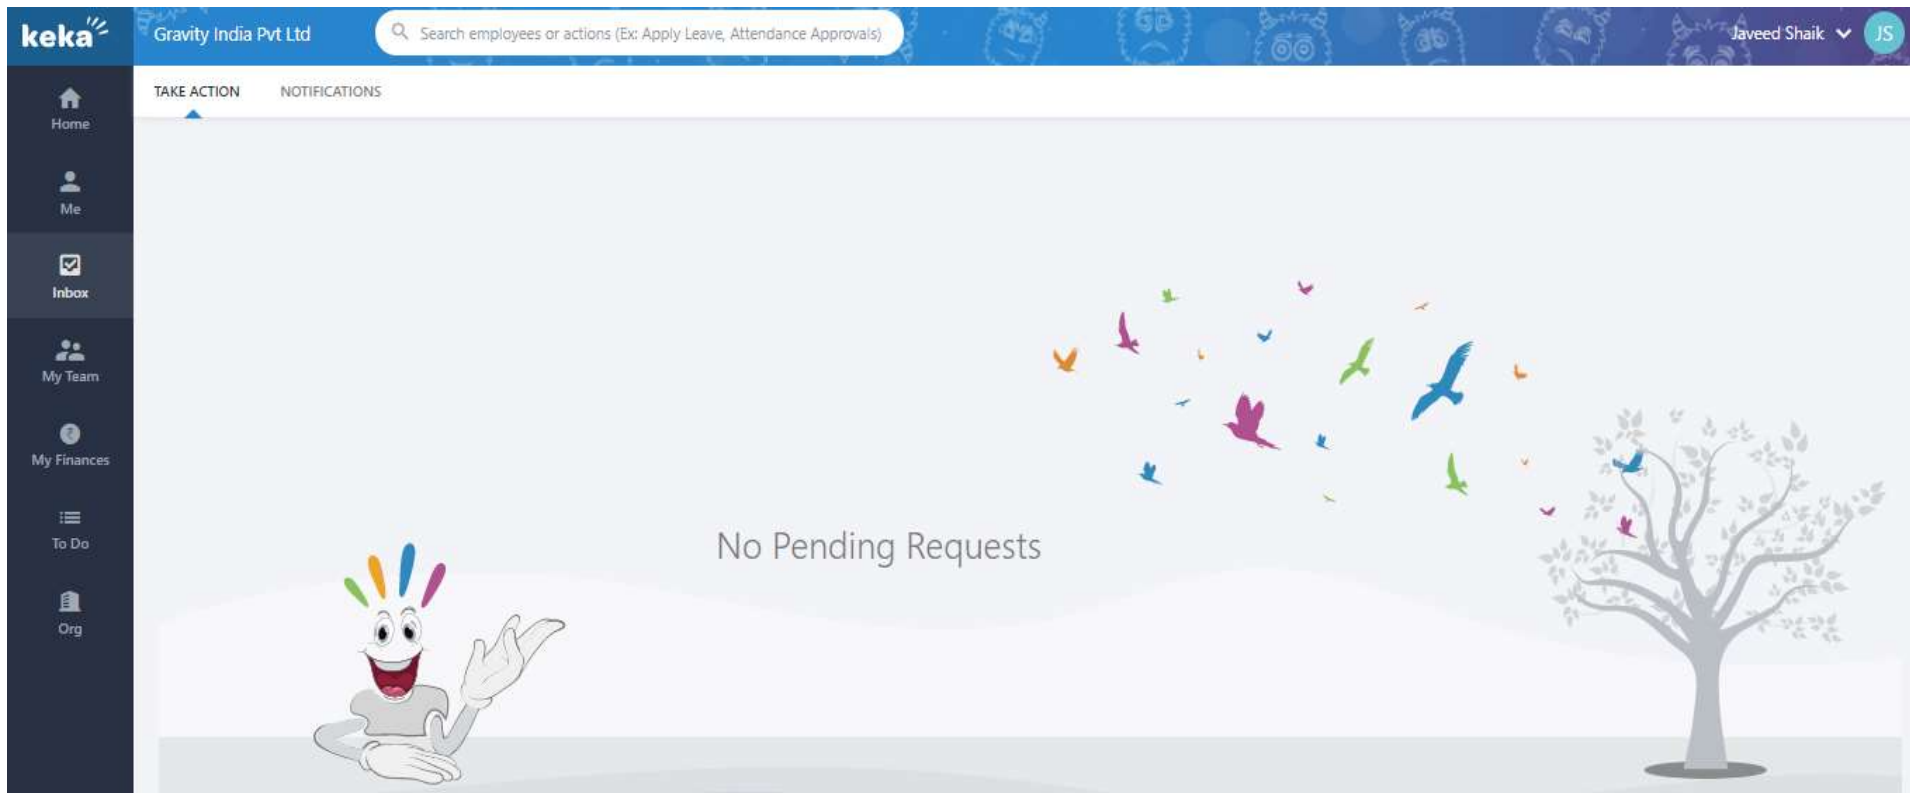 keka
Gravity India Pvt Ltd
Search employees or actions (Ex: Apply Leave, Attendance Approvals)
Javeed Shaik
JS
TAKE ACTION
NOTIFICATIONS
Home
Me
Inbox
My Team
My Finances
To Do
Org
No Pending Requests